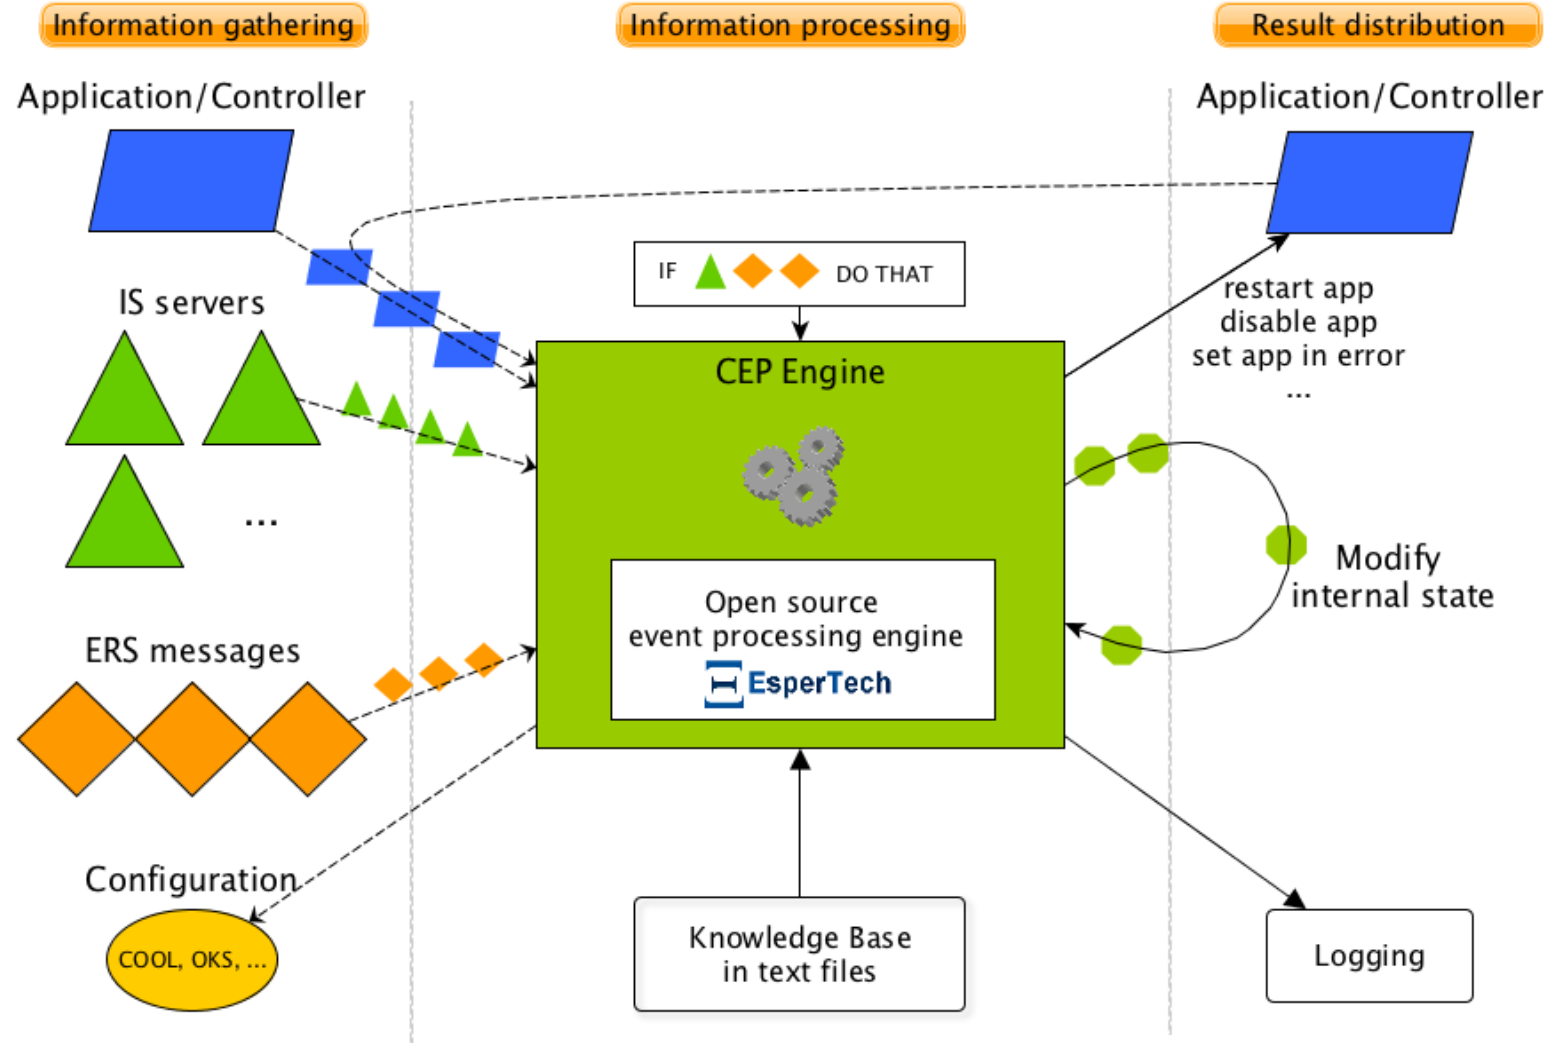 Information gathering
Information processing
Result distribution
Application/Controller
Application/Controller
IS servers
...
IF
DO THAT
restart app
disable app
set app in error
...
CEP Engine
Open source
event processing engine
EsperTech
Modify
internal state
ERS messages
Configuration
COOL, OKS, ...
Knowledge Base
in text files
Logging